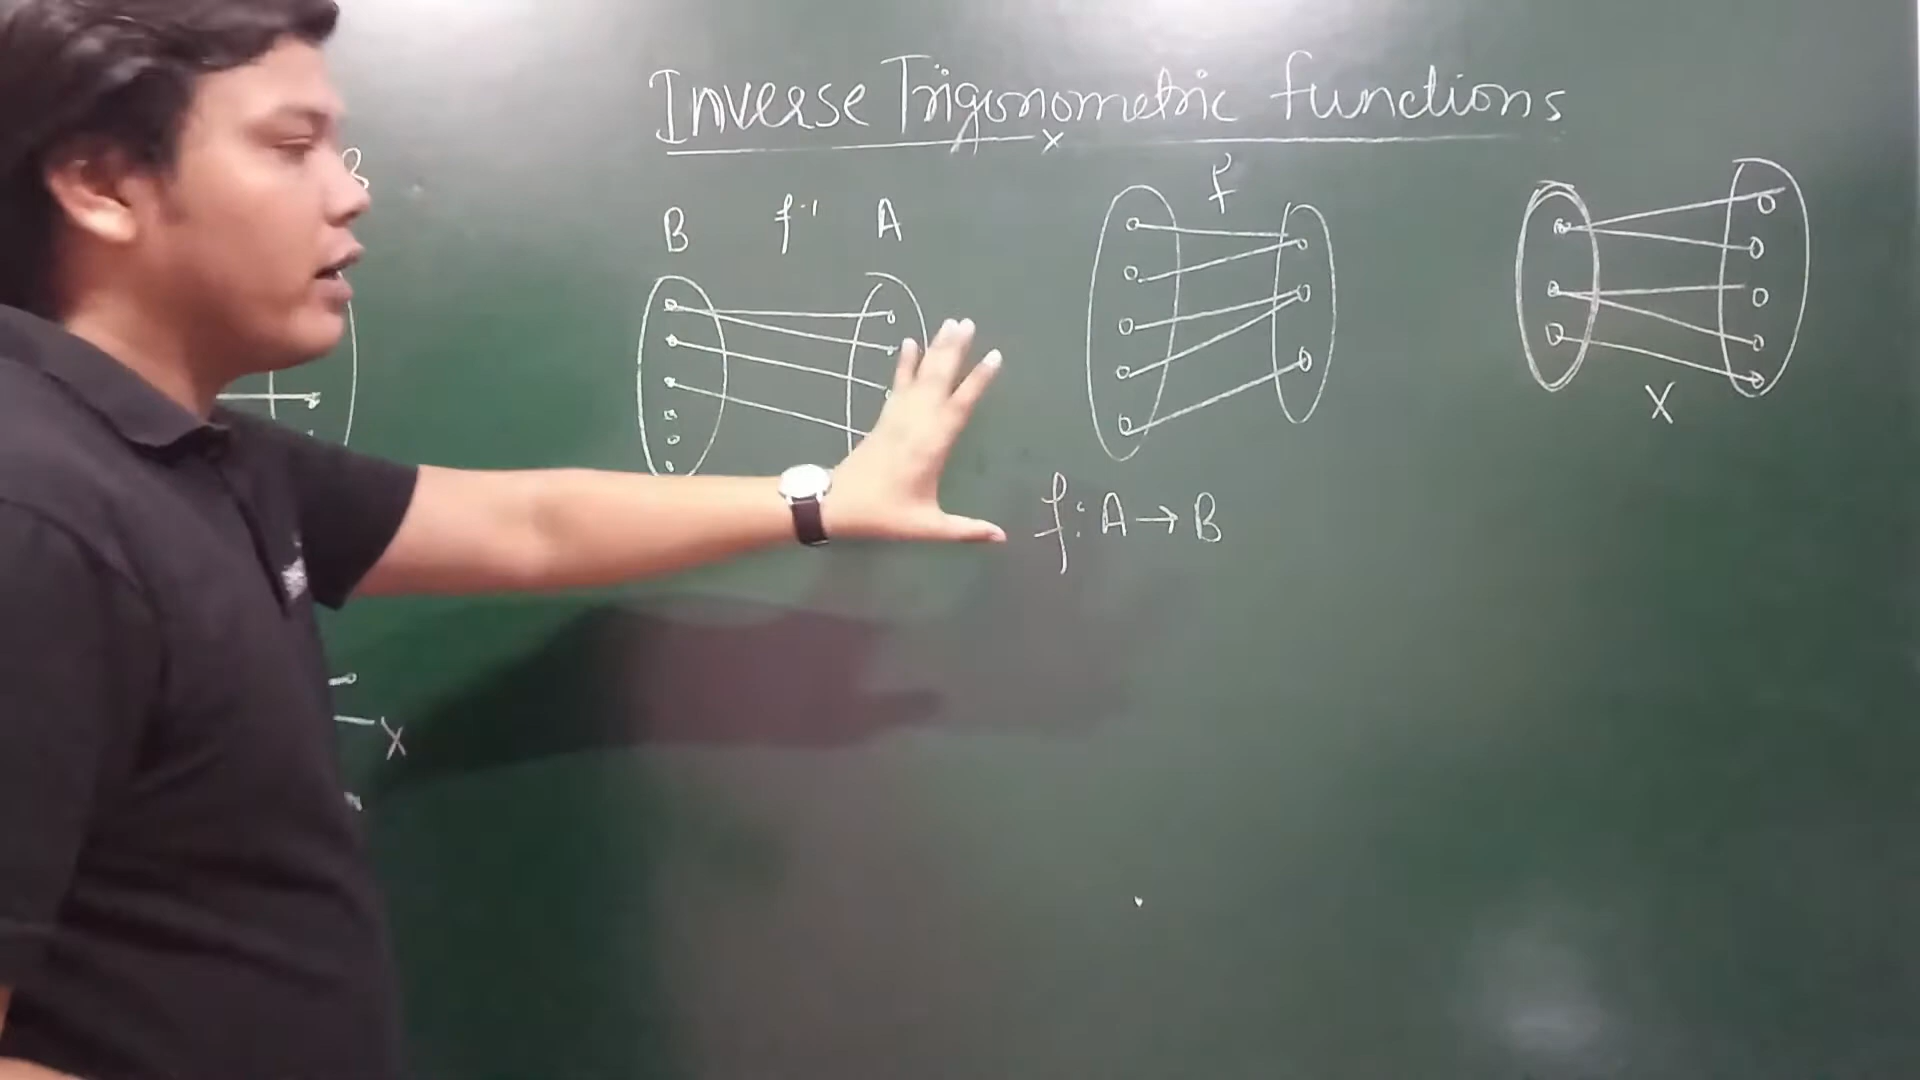 Inverse Trigonometric functions
x
B
B f⁻¹ A
f
X
f: A → B
X